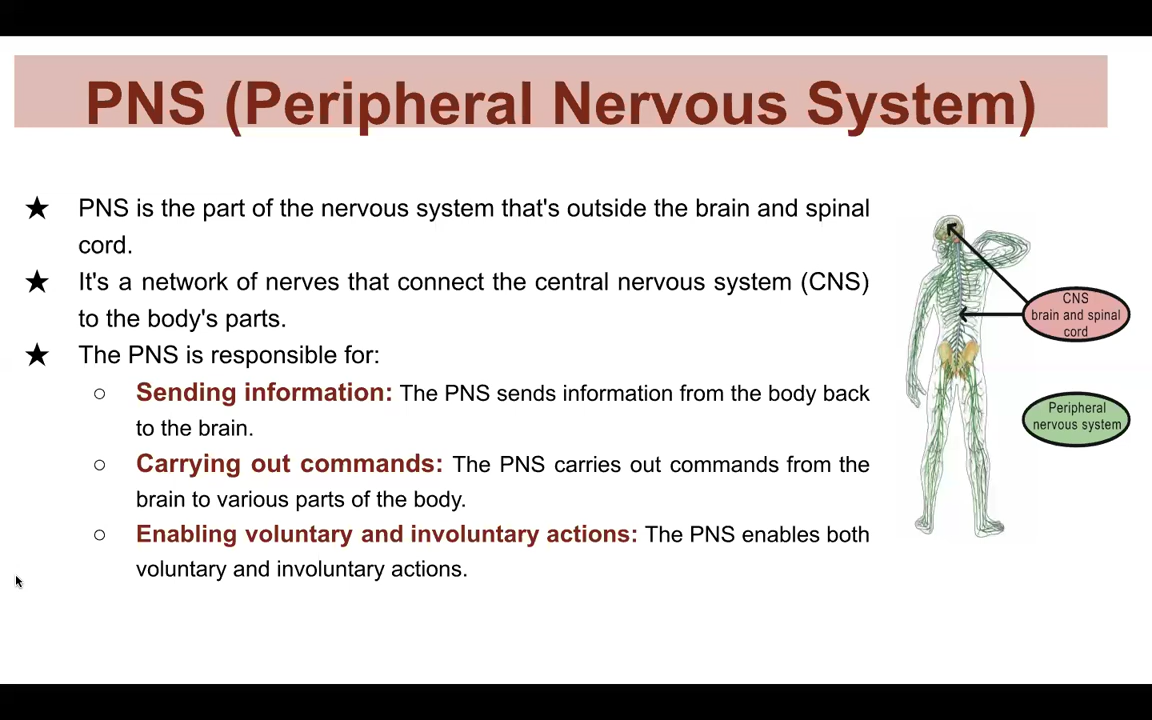 PNS (Peripheral Nervous System)
★ PNS is the part of the nervous system that's outside the brain and spinal
cord.
★ It's a network of nerves that connect the central nervous system (CNS)
to the body's parts.
★ The PNS is responsible for:
○ Sending information: The PNS sends information from the body back
to the brain.
○ Carrying out commands: The PNS carries out commands from the
brain to various parts of the body.
○ Enabling voluntary and involuntary actions: The PNS enables both
voluntary and involuntary actions.
CNS
brain and spinal
cord
Peripheral
nervous system